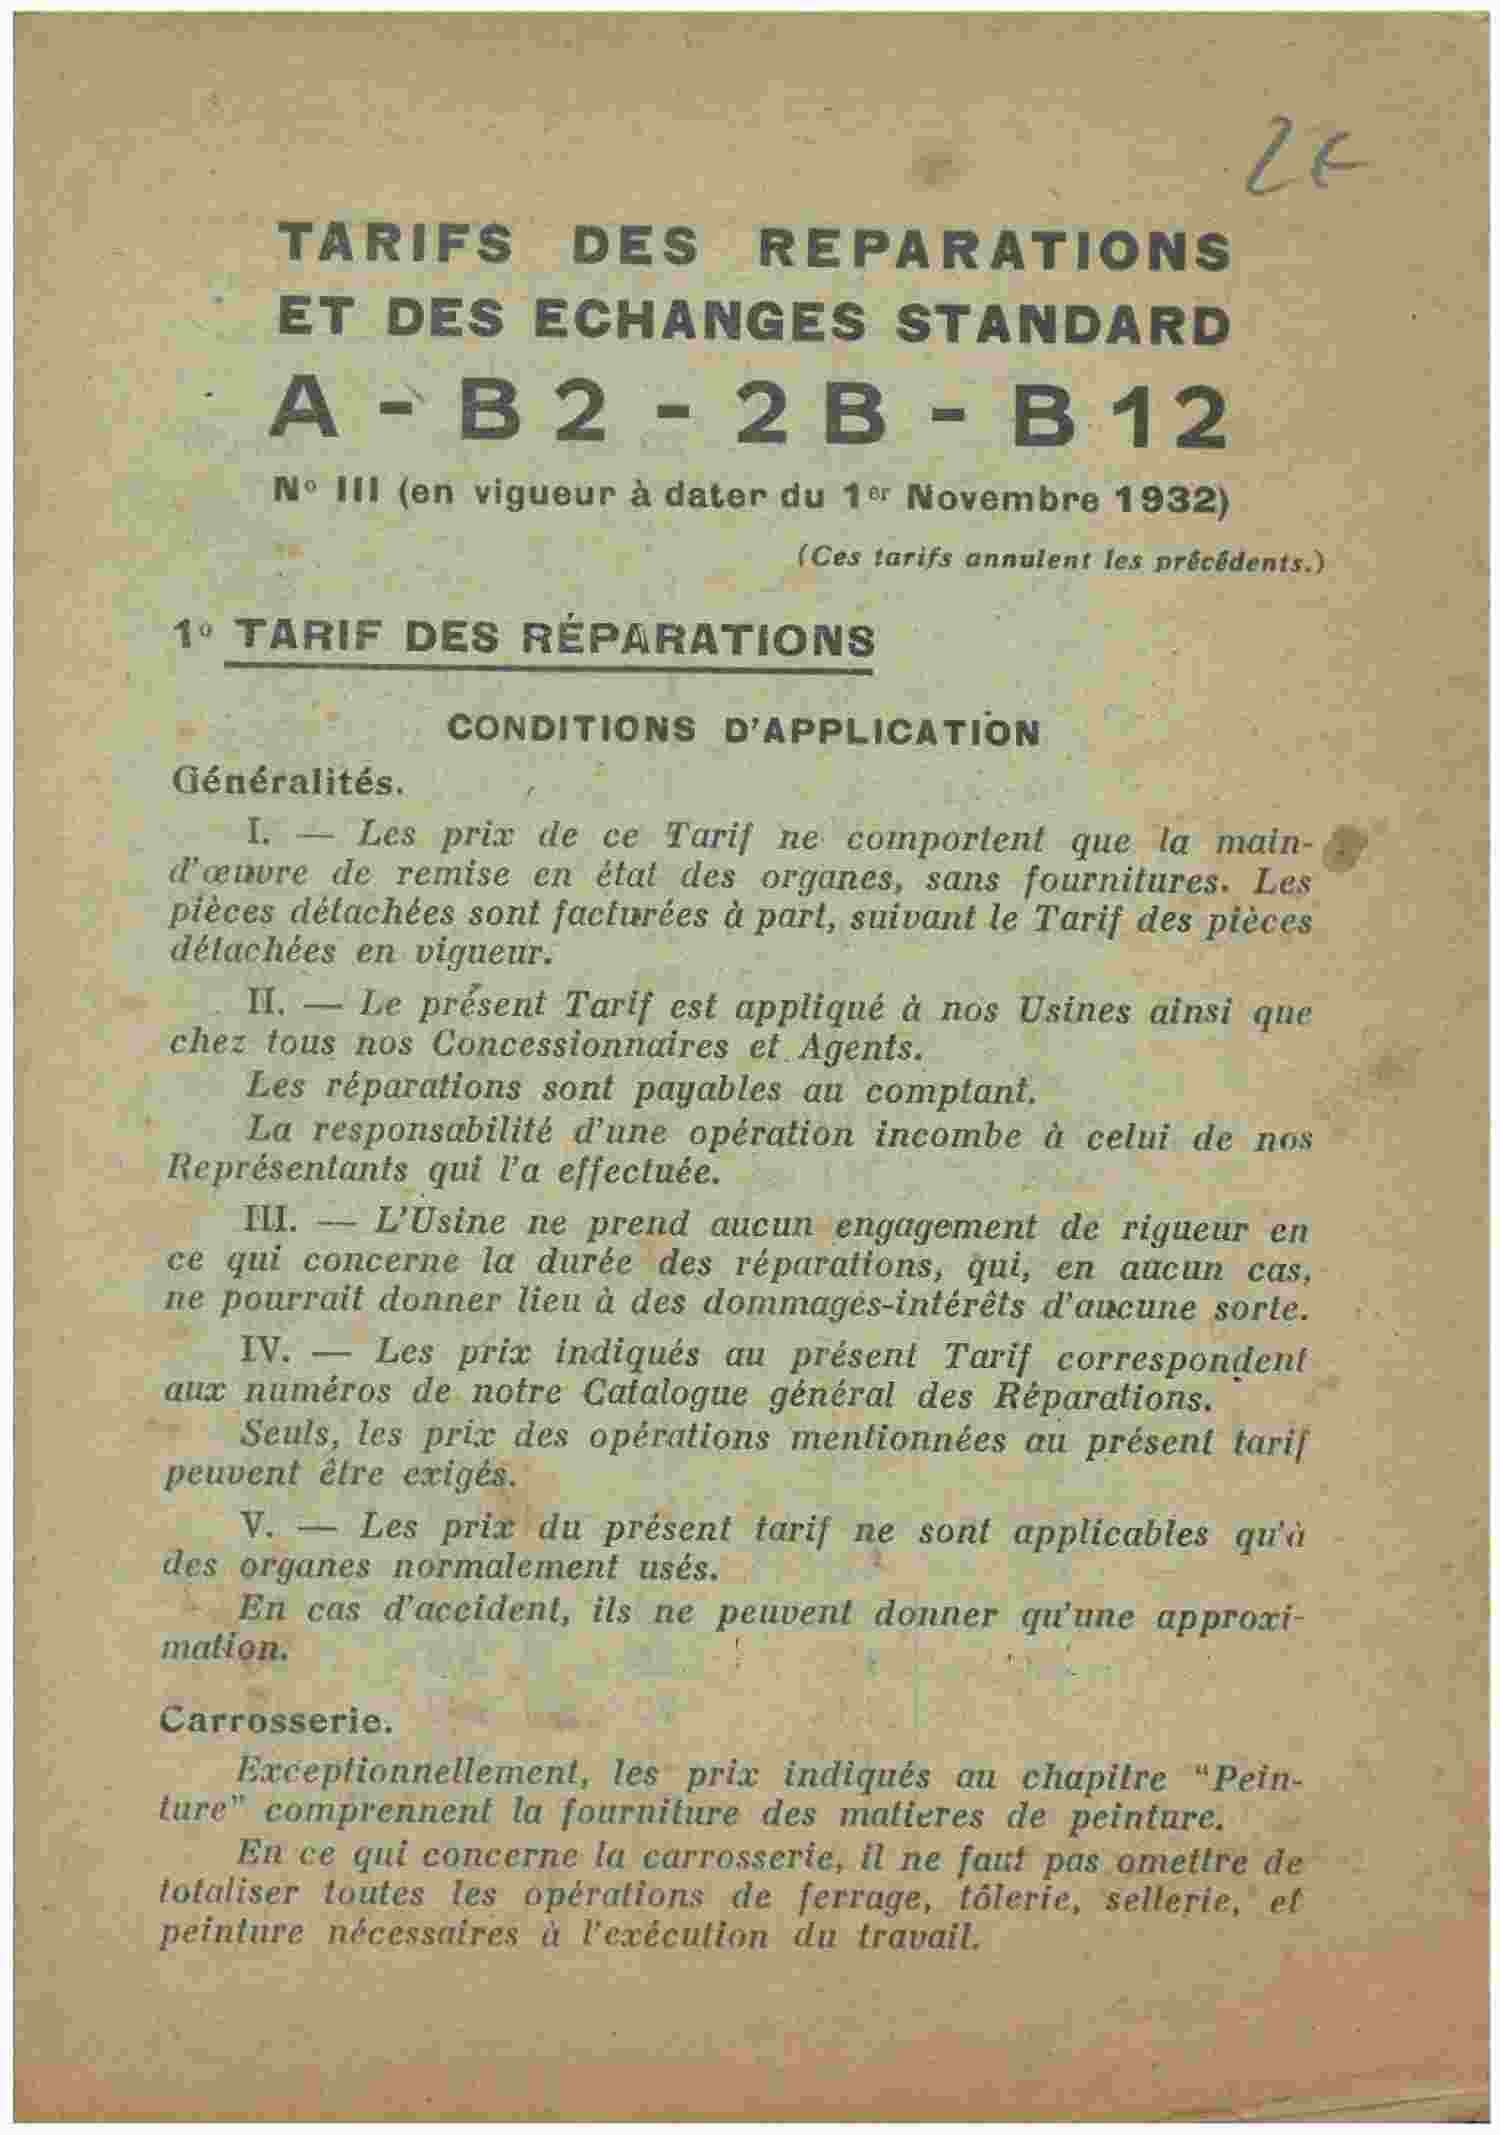 2€
TARIFS DES REPARATIONS
ET DES ECHANGES STANDARD
A - B2 - 2B - B12
Nº III (en vigueur à dater du 1er Novembre 1932)
(Ces tarifs annulent les précédents.)
1º TARIF DES RÉPARATIONS
CONDITIONS D'APPLICATION
Généralités.
I. — Les prix de ce Tarif ne comportent que la main-
d'œuvre de remise en état des organes, sans fournitures. Les
pièces détachées sont facturées à part, suivant le Tarif des pièces
détachées en vigueur.
II. — Le présent Tarif est appliqué à nos Usines ainsi que
chez tous nos Concessionnaires et Agents.
Les réparations sont payables au comptant.
La responsabilité d'une opération incombe à celui de nos
Représentants qui l'a effectuée.
III. — L'Usine ne prend aucun engagement de rigueur en
ce qui concerne la durée des réparations, qui, en aucun cas,
ne pourrait donner lieu à des dommages-intérêts d'aucune sorte.
IV. — Les prix indiqués au présent Tarif correspondent
aux numéros de notre Catalogue général des Réparations.
Seuls, les prix des opérations mentionnées au présent tarif
peuvent être exigés.
V. — Les prix du présent tarif ne sont applicables qu'à
des organes normalement usés.
En cas d'accident, ils ne peuvent donner qu'une approxi-
mation.
Carrosserie.
Exceptionnellement, les prix indiqués au chapitre "Pein-
ture" comprennent la fourniture des matieres de peinture.
En ce qui concerne la carrosserie, il ne faut pas omettre de
totaliser toutes les opérations de ferrage, tôlerie, sellerie, et
peinture nécessaires à l'exécution du travail.